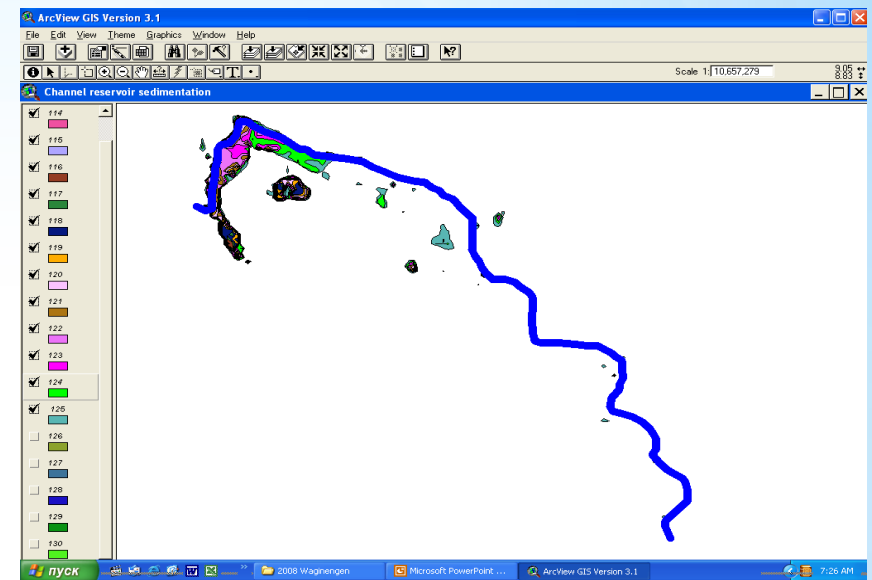 ArcView GIS Version 3.1
File Edit View Theme Graphics Window Help
Scale 1: 10,657,279
9.05
8.83
Channel reservoir sedimentation
114
115
116
117
118
119
120
121
122
123
124
125
126
127
128
129
130
пуск
2008 Waginengen
Microsoft PowerPoint ...
ArcView GIS Version 3.1
7:26 AM